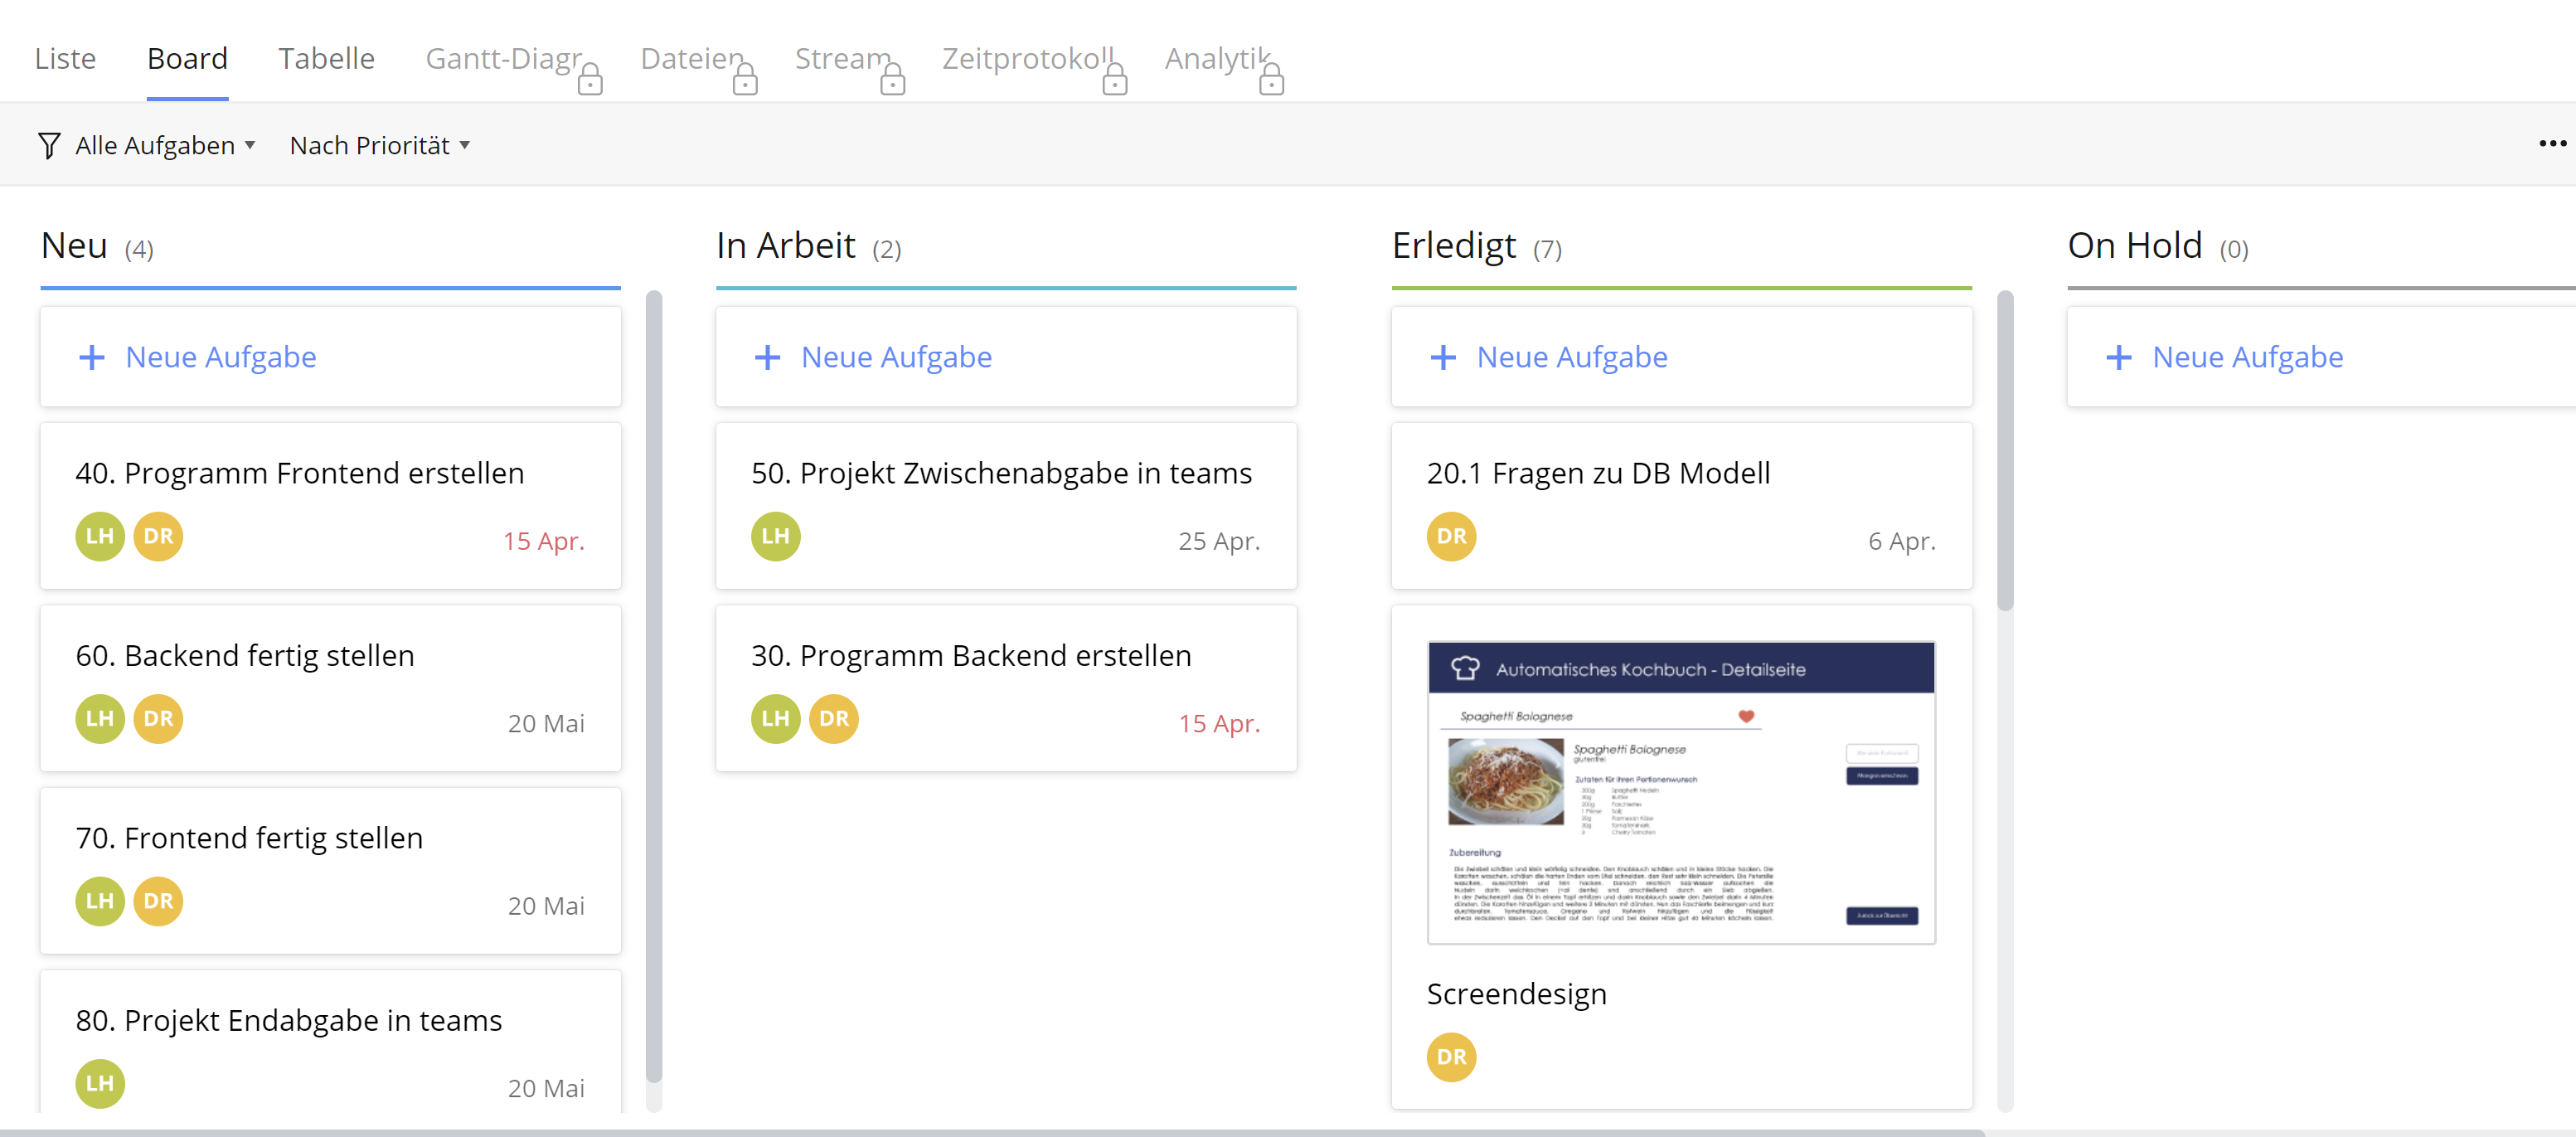 Liste Board Tabelle Gantt-Diagr Dateien Stream Zeitprotokoll Analytik
Alle Aufgaben Nach Priorität
Neu (4)
+ Neue Aufgabe
40. Programm Frontend erstellen
LH DR 15 Apr.
60. Backend fertig stellen
LH DR 20 Mai
70. Frontend fertig stellen
LH DR 20 Mai
80. Projekt Endabgabe in teams
LH 20 Mai
In Arbeit (2)
+ Neue Aufgabe
50. Projekt Zwischenabgabe in teams
LH 25 Apr.
30. Programm Backend erstellen
LH DR 15 Apr.
Erledigt (7)
+ Neue Aufgabe
20.1 Fragen zu DB Modell
DR 6 Apr.
Automatisches Kochbuch - Detailseite
Spaghetti Bolognese
Spaghetti Bolognese
glutenfrei
Zutaten für Ihren Portionenwunsch
Zubereitung
Screendesign
DR
On Hold (0)
+ Neue Aufgabe